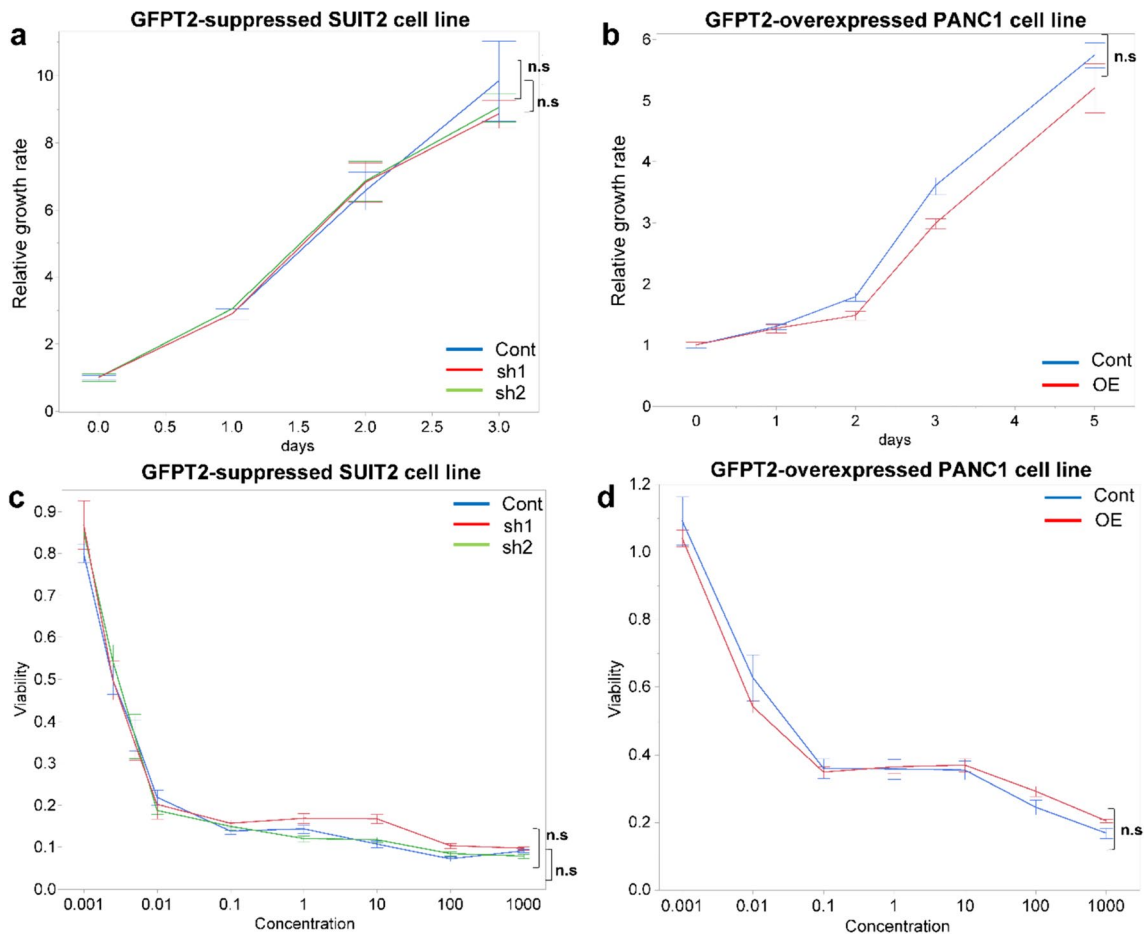 a
GFPT2-suppressed SUIT2 cell line
Relative growth rate
10
8
6
4
2
0
n.s
n.s
Cont
sh1
sh2
0.0 0.5 1.0 1.5 2.0 2.5 3.0
days
b
GFPT2-overexpressed PANC1 cell line
Relative growth rate
6
5
4
3
2
1
0
n.s
Cont
OE
0 1 2 3 4 5
days
c
GFPT2-suppressed SUIT2 cell line
Viability
0.9
0.8
0.7
0.6
0.5
0.4
0.3
0.2
0.1
0.0
Cont
sh1
sh2
n.s
n.s
0.001 0.01 0.1 1 10 100 1000
Concentration
d
GFPT2-overexpressed PANC1 cell line
Viability
1.2
1.0
0.8
0.6
0.4
0.2
0.0
Cont
OE
n.s
0.001 0.01 0.1 1 10 100 1000
Concentration